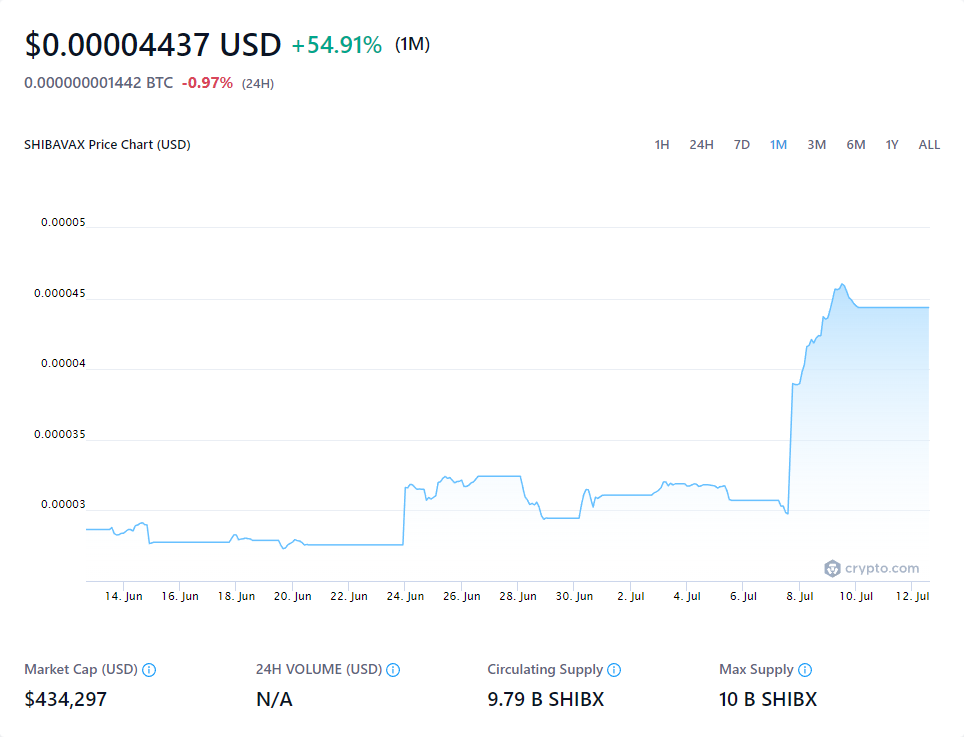 $0.00004437 USD +54.91% (1M)
0.000000001442 BTC -0.97% (24H)
SHIBAVAX Price Chart (USD) 1H 24H 7D 1M 3M 6M 1Y ALL
0.00005
0.000045
0.00004
0.000035
0.00003
crypto.com
14. Jun 16. Jun 18. Jun 20. Jun 22. Jun 24. Jun 26. Jun 28. Jun 30. Jun 2. Jul 4. Jul 6. Jul 8. Jul 10. Jul 12. Jul
Market Cap (USD) 24H VOLUME (USD) Circulating Supply Max Supply
$434,297 N/A 9.79 B SHIBX 10 B SHIBX